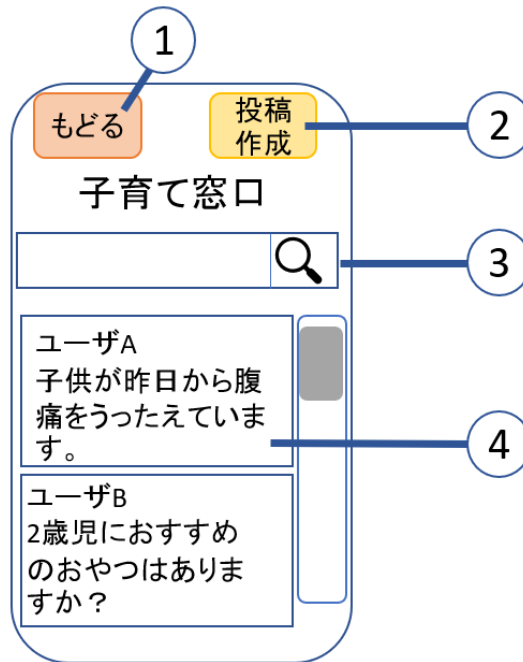 1
もどる
投稿
作成
2
子育て窓口
3
ユーザA
子供が昨日から腹
痛をうったえていま
す。
4
ユーザB
2歳児におすすめ
のおやつはありま
すか？